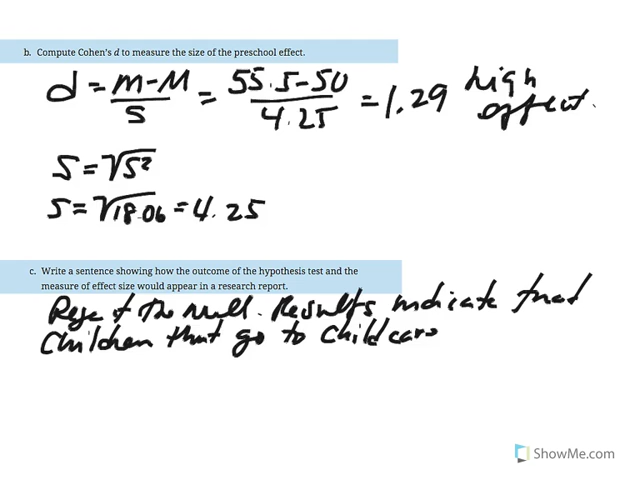 b. Compute Cohen's d to measure the size of the preschool effect.
d = m-M/S = 55.5-50/4.25 = 1.29 high effect.
S = √S²
S = √18.06 = 4.25
c. Write a sentence showing how the outcome of the hypothesis test and the
measure of effect size would appear in a research report.
Reject the null. Results indicate that
Children that go to childcare
ShowMe.com